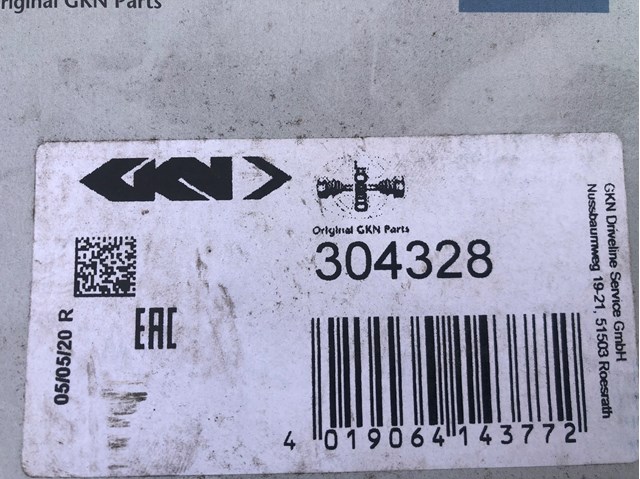 Original GKN Parts
GKN
Original GKN Parts
304328
05/05/20 R
EAC
4 019064 143772
GKN Driveline Service GmbH
Nussbaumweg 19-21, 51503 Roesrath